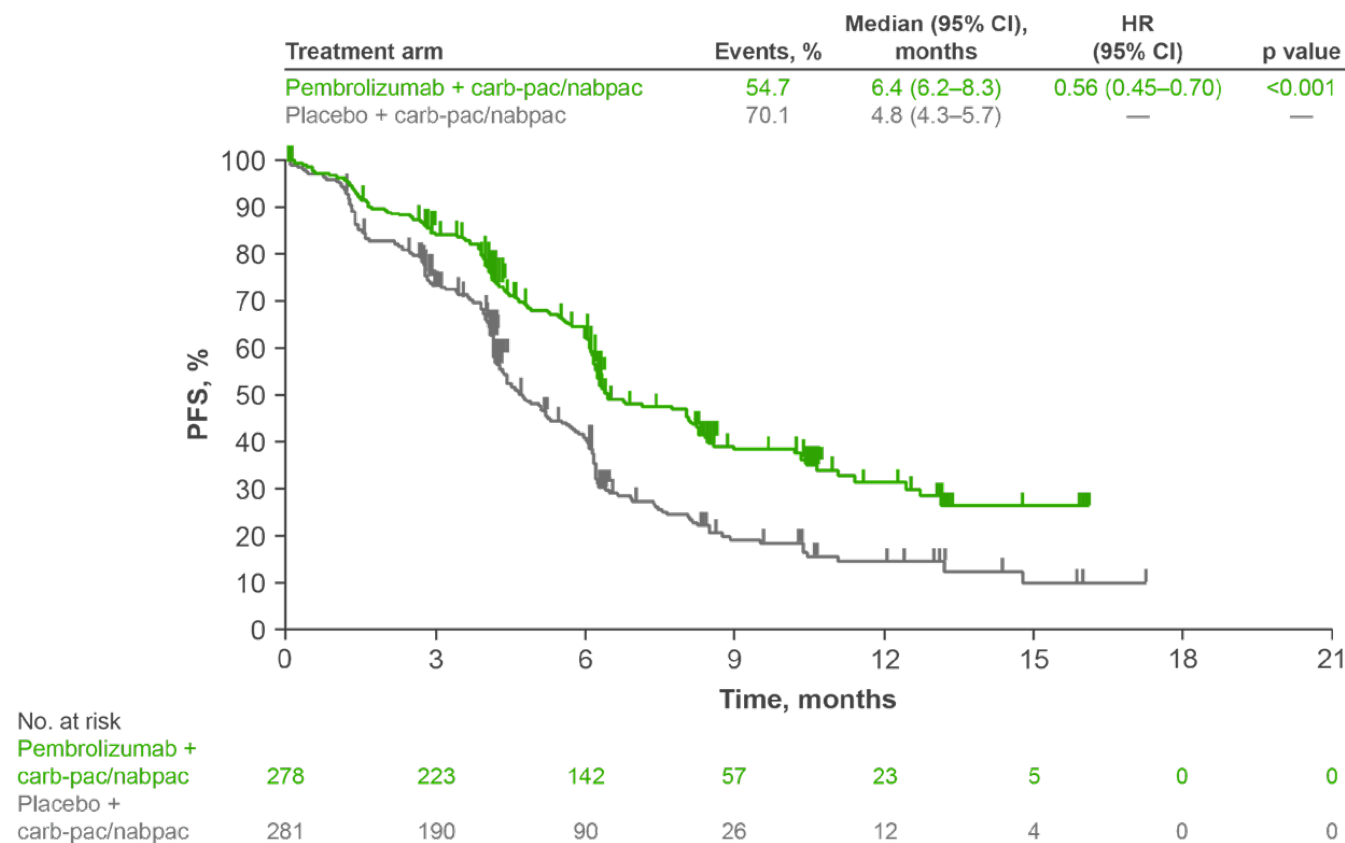 Treatment arm Events, % Median (95% CI), months HR (95% CI) p value
Pembrolizumab + carb-pac/nabpac 54.7 6.4 (6.2–8.3) 0.56 (0.45–0.70) <0.001
Placebo + carb-pac/nabpac 70.1 4.8 (4.3–5.7) — —
PFS, %
100
90
80
70
60
50
40
30
20
10
0
0 3 6 9 12 15 18 21
Time, months
No. at risk
Pembrolizumab +
carb-pac/nabpac 278 223 142 57 23 5 0 0
Placebo +
carb-pac/nabpac 281 190 90 26 12 4 0 0